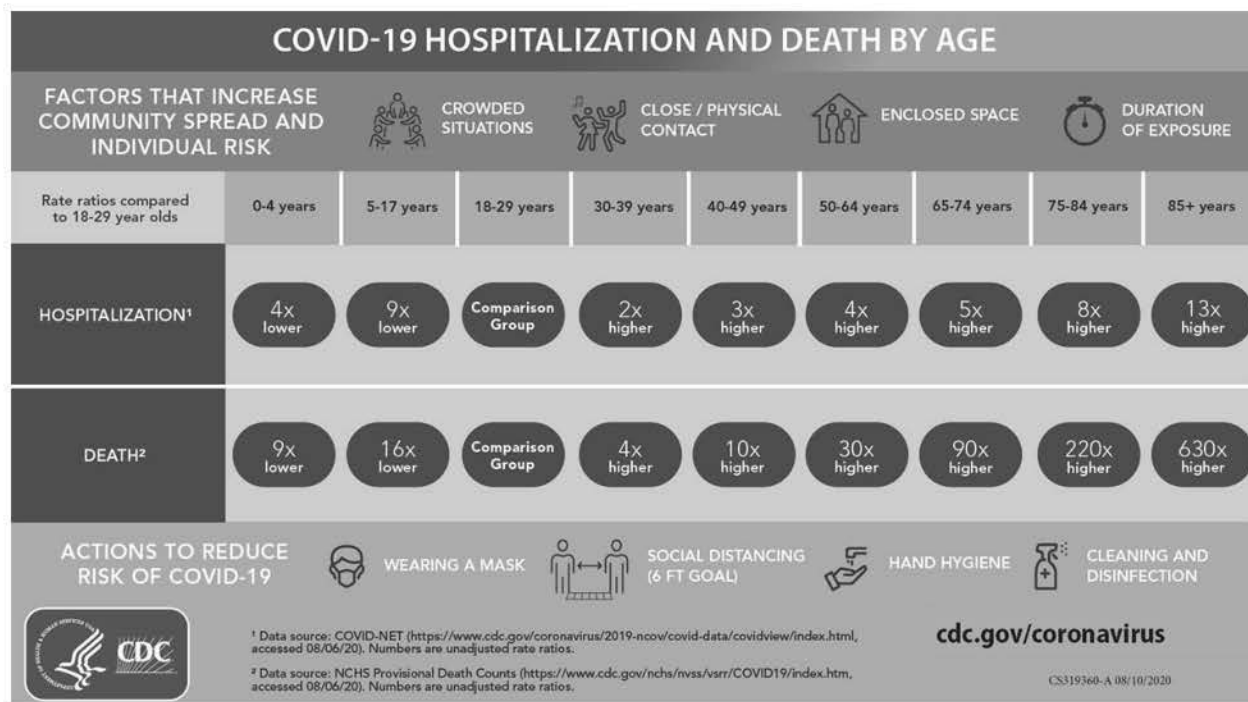 COVID-19 HOSPITALIZATION AND DEATH BY AGE
FACTORS THAT INCREASE
COMMUNITY SPREAD AND
INDIVIDUAL RISK
CROWDED
SITUATIONS
CLOSE / PHYSICAL
CONTACT
ENCLOSED SPACE
DURATION
OF EXPOSURE
Rate ratios compared
to 18-29 year olds
0-4 years
5-17 years
18-29 years
30-39 years
40-49 years
50-64 years
65-74 years
75-84 years
85+ years
HOSPITALIZATION¹
4x
lower
9x
lower
Comparison
Group
2x
higher
3x
higher
4x
higher
5x
higher
8x
higher
13x
higher
DEATH²
9x
lower
16x
lower
Comparison
Group
4x
higher
10x
higher
30x
higher
90x
higher
220x
higher
630x
higher
ACTIONS TO REDUCE
RISK OF COVID-19
WEARING A MASK
SOCIAL DISTANCING
(6 FT GOAL)
HAND HYGIENE
CLEANING AND
DISINFECTION
CDC
¹ Data source: COVID-NET (https://www.cdc.gov/coronavirus/2019-ncov/covid-data/covidview/index.html,
accessed 08/06/20). Numbers are unadjusted rate ratios.
² Data source: NCHS Provisional Death Counts (https://www.cdc.gov/nchs/nvss/vsrr/COVID19/index.htm,
accessed 08/06/20). Numbers are unadjusted rate ratios.
cdc.gov/coronavirus
CS319360-A 08/10/2020